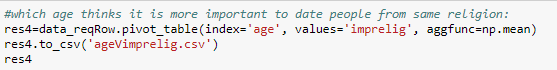 #which age thinks it is more important to date people from same religion:
res4=data_reqRow.pivot_table(index='age', values='imprelig', aggfunc=np.mean)
res4.to_csv('ageVimprelig.csv')
res4